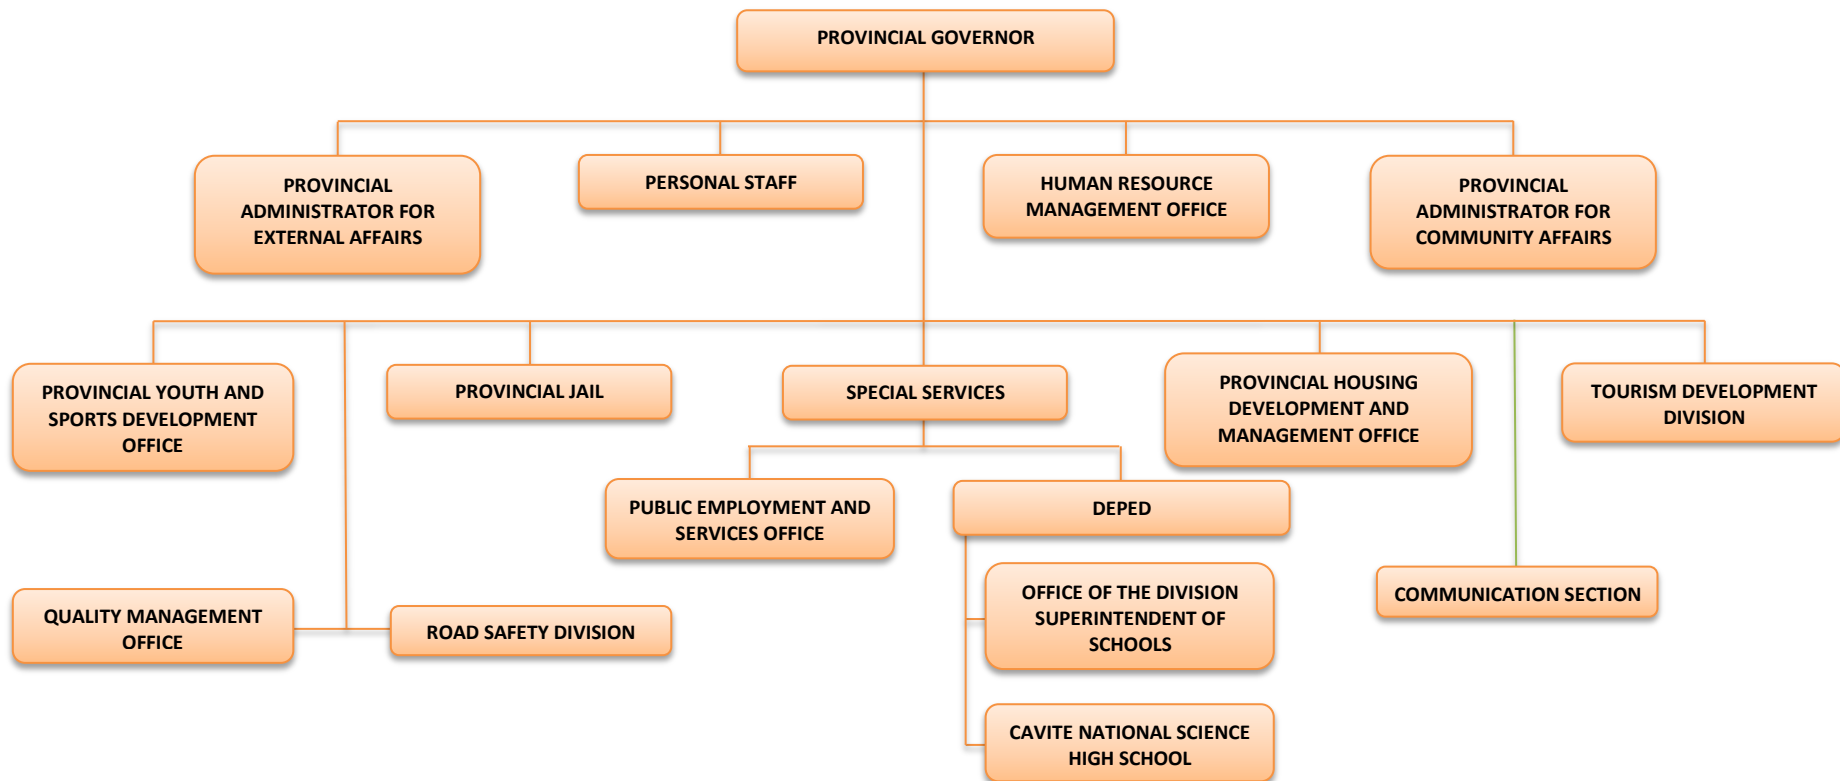 PROVINCIAL GOVERNOR
PROVINCIAL
ADMINISTRATOR FOR
EXTERNAL AFFAIRS
PERSONAL STAFF
HUMAN RESOURCE
MANAGEMENT OFFICE
PROVINCIAL
ADMINISTRATOR FOR
COMMUNITY AFFAIRS
PROVINCIAL YOUTH AND
SPORTS DEVELOPMENT
OFFICE
PROVINCIAL JAIL
SPECIAL SERVICES
PROVINCIAL HOUSING
DEVELOPMENT AND
MANAGEMENT OFFICE
TOURISM DEVELOPMENT
DIVISION
PUBLIC EMPLOYMENT AND
SERVICES OFFICE
DEPED
QUALITY MANAGEMENT
OFFICE
ROAD SAFETY DIVISION
OFFICE OF THE DIVISION
SUPERINTENDENT OF
SCHOOLS
COMMUNICATION SECTION
CAVITE NATIONAL SCIENCE
HIGH SCHOOL